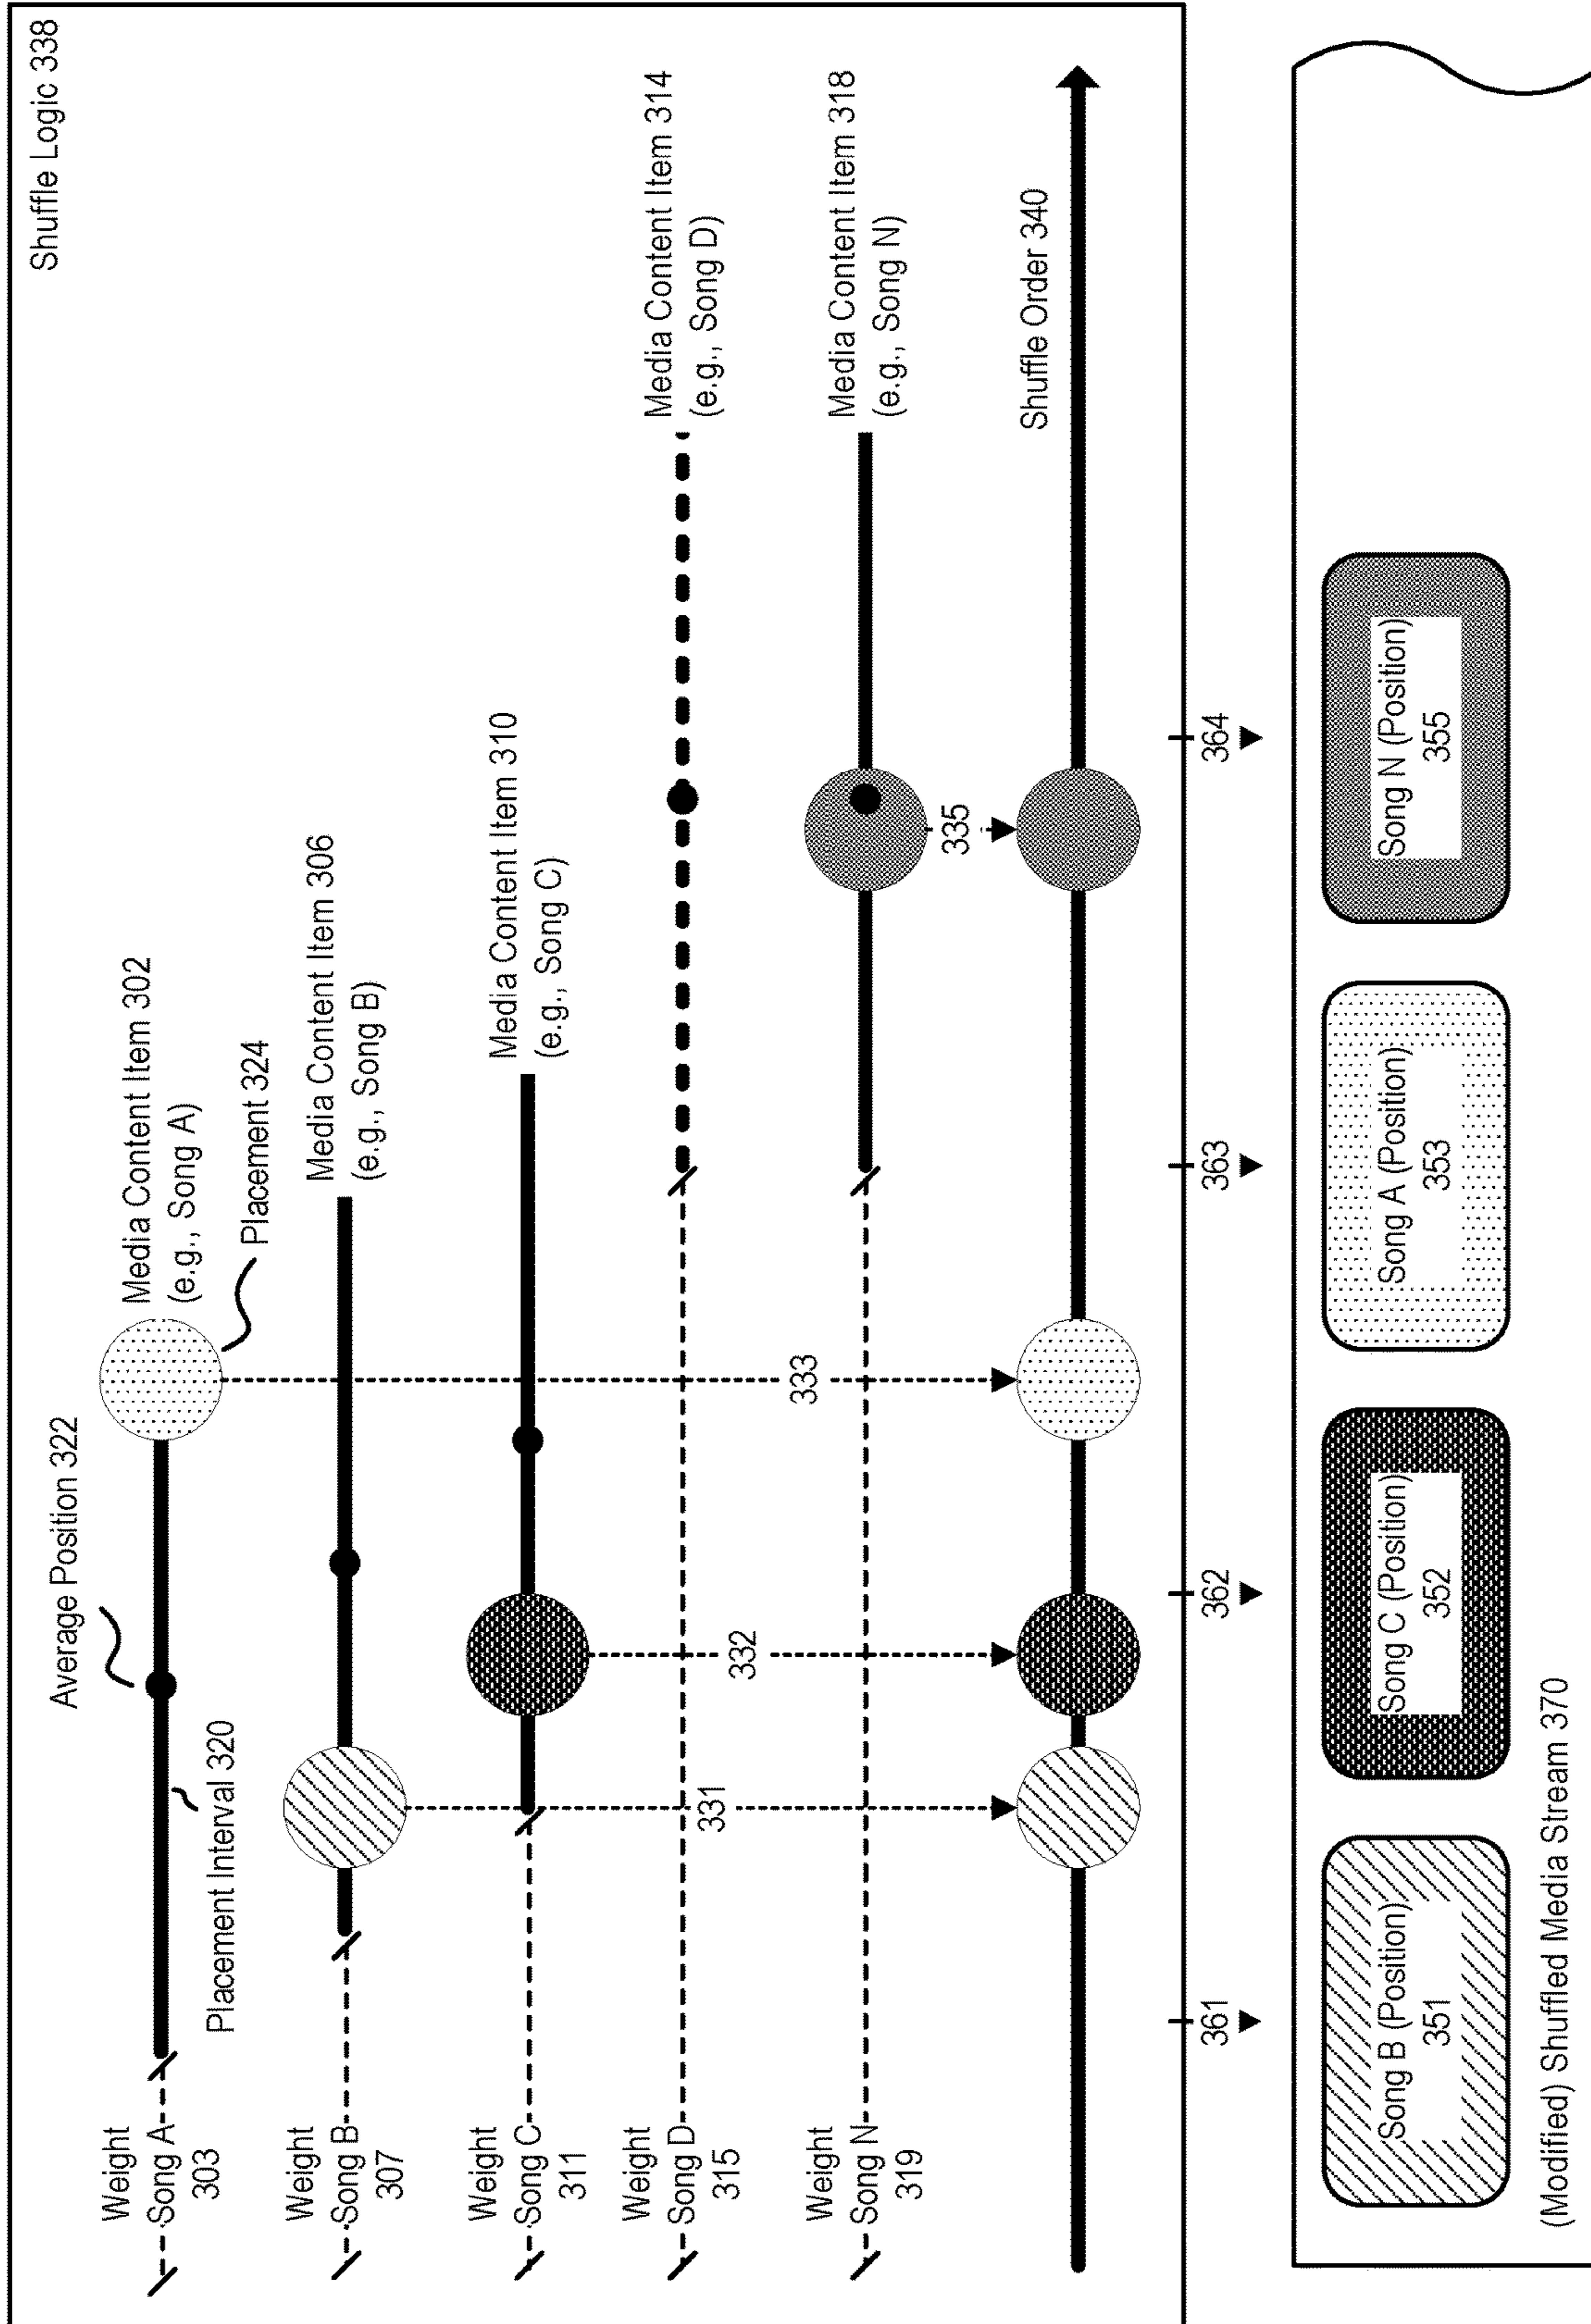 Shuffle Logic 338
Average Position 322
Weight
Song A
303
Placement Interval 320
Media Content Item 302
(e.g., Song A)
Placement 324
Weight
Song B
307
Media Content Item 306
(e.g., Song B)
Weight
Song C
311
Media Content Item 310
(e.g., Song C)
Weight
Song D
315
Media Content Item 314
(e.g., Song D)
331
332
333
Weight
Song N
319
Media Content Item 318
(e.g., Song N)
335
Shuffle Order 340
361
362
363
364
Song B (Position)
351
Song C (Position)
352
Song A (Position)
353
Song N (Position)
355
(Modified) Shuffled Media Stream 370